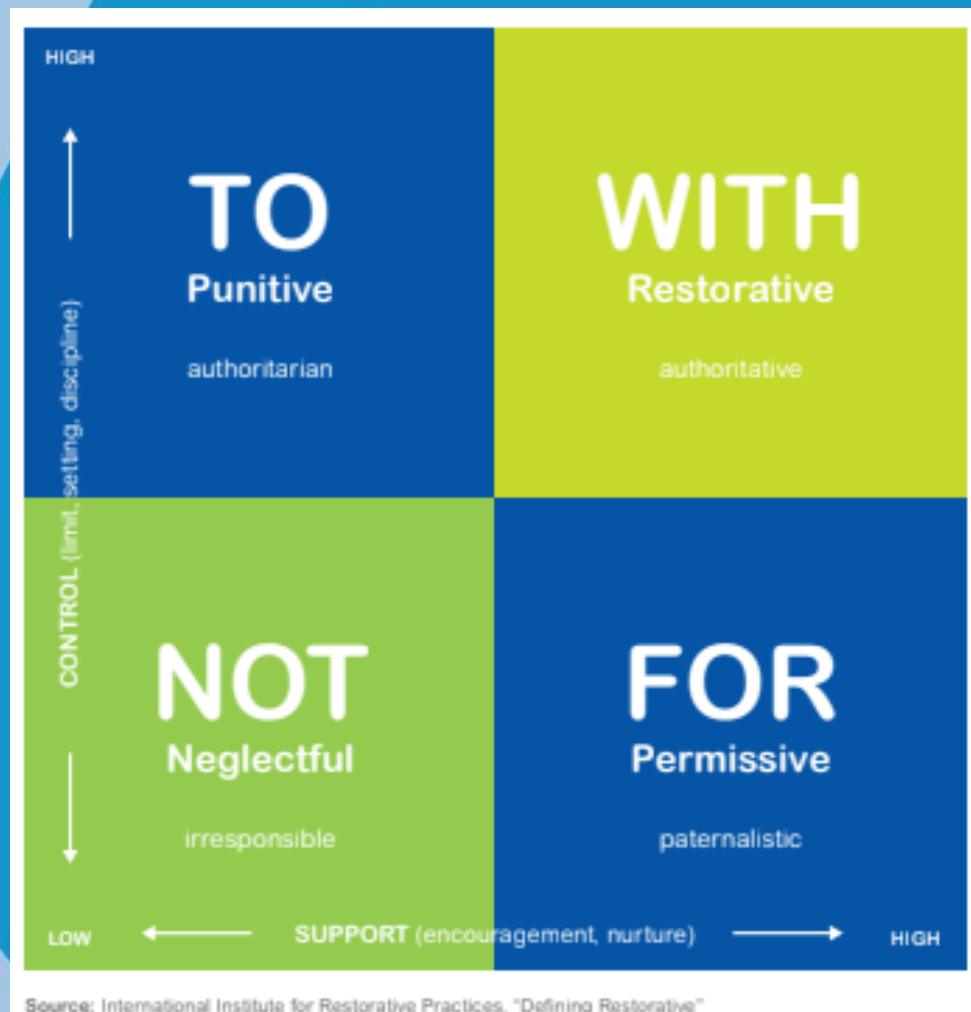 HIGH
TO
Punitive
authoritarian
WITH
Restorative
authoritative
CONTROL (limit, setting, discipline)
NOT
Neglectful
irresponsible
FOR
Permissive
paternalistic
LOW
SUPPORT (encouragement, nurture)
HIGH
Source: International Institute for Restorative Practices, "Defining Restorative"